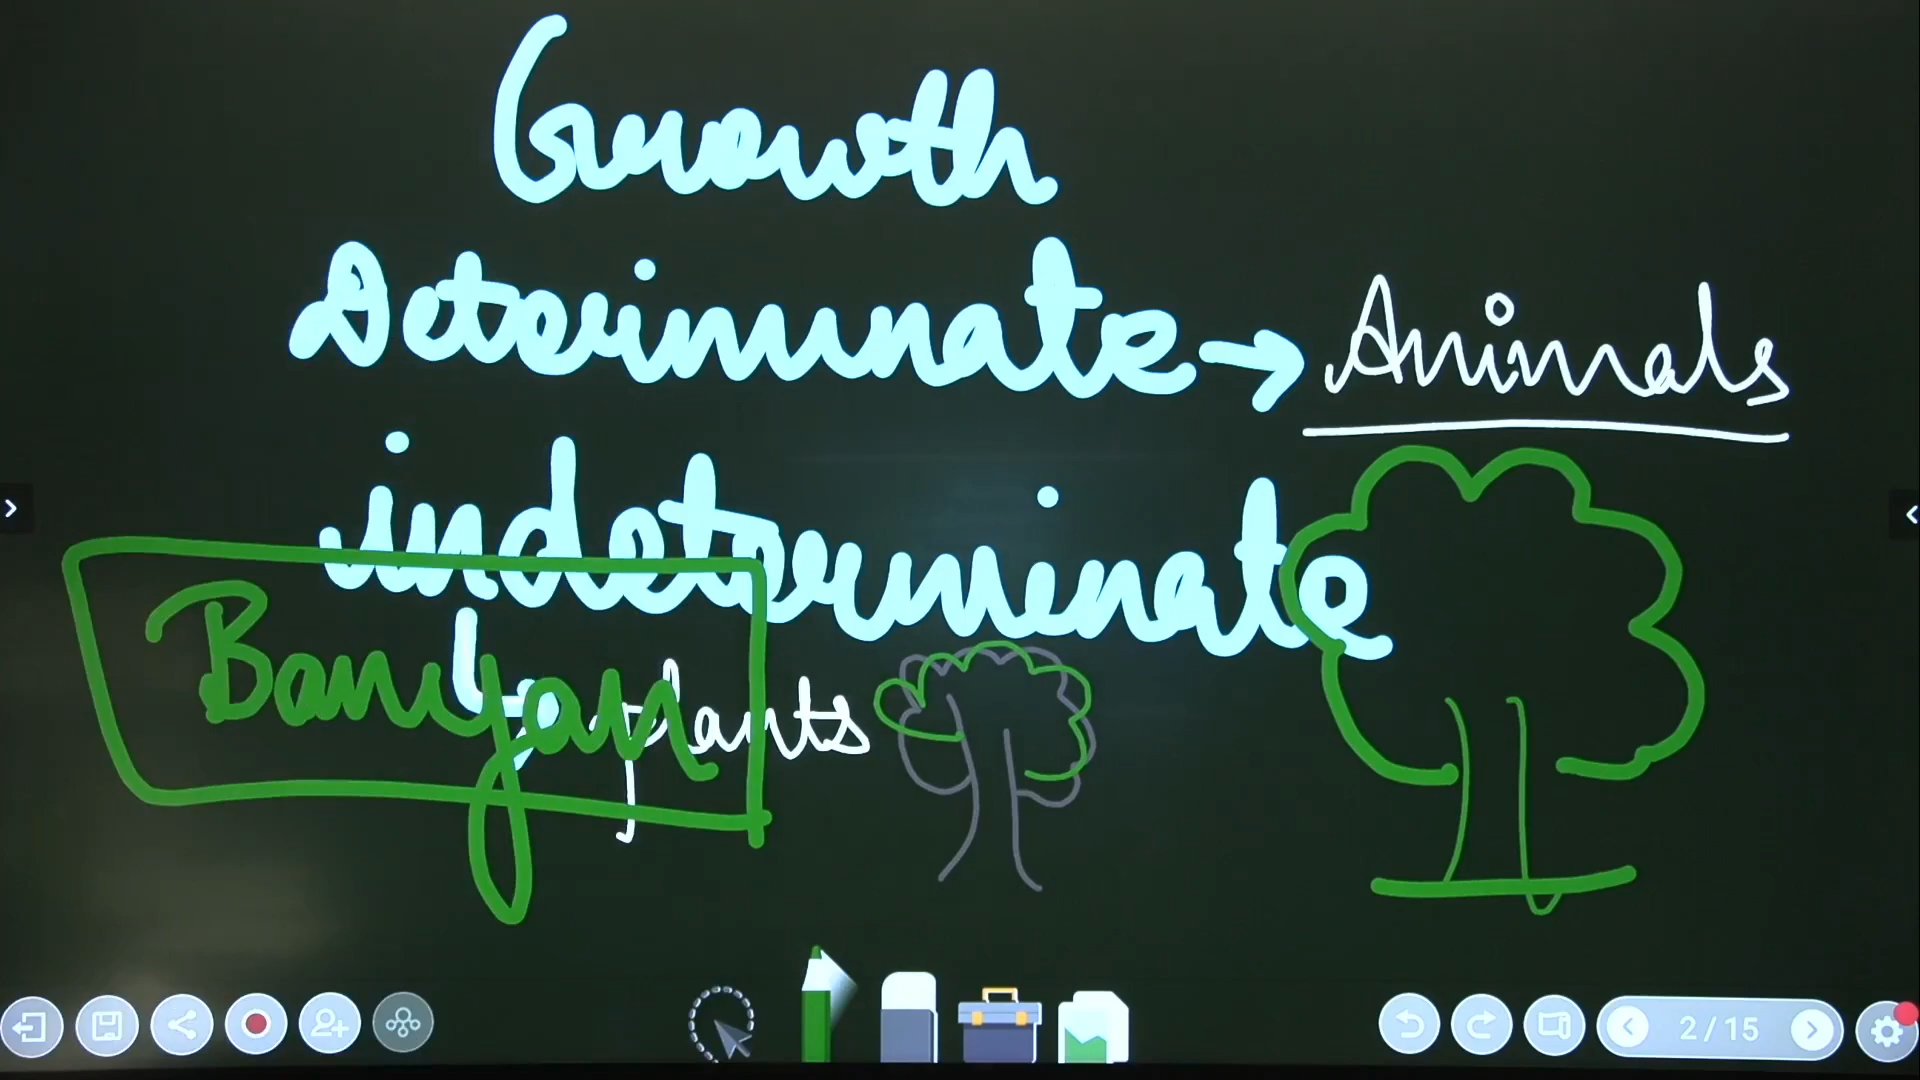 Growth
Determinate → Animals
indeterminate
↳ plants
Banyan
2/15